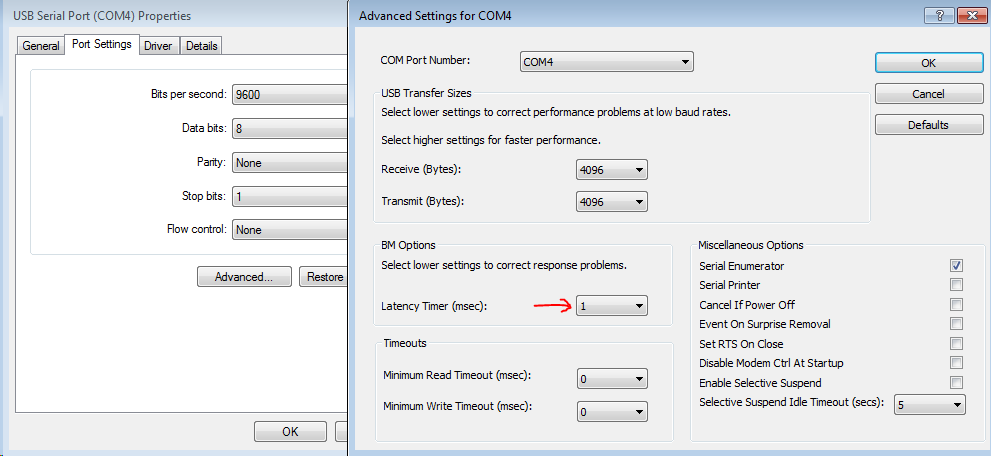 USB Serial Port (COM4) Properties
General Port Settings Driver Details
Bits per second: 9600
Data bits: 8
Parity: None
Stop bits: 1
Flow control: None
Advanced... Restore
OK
Advanced Settings for COM4
COM Port Number: COM4
OK
Cancel
Defaults
USB Transfer Sizes
Select lower settings to correct performance problems at low baud rates.
Select higher settings for faster performance.
Receive (Bytes): 4096
Transmit (Bytes): 4096
BM Options
Select lower settings to correct response problems.
Latency Timer (msec): 1
Timeouts
Minimum Read Timeout (msec): 0
Minimum Write Timeout (msec): 0
Miscellaneous Options
Serial Enumerator
Serial Printer
Cancel If Power Off
Event On Surprise Removal
Set RTS On Close
Disable Modem Ctrl At Startup
Enable Selective Suspend
Selective Suspend Idle Timeout (secs): 5